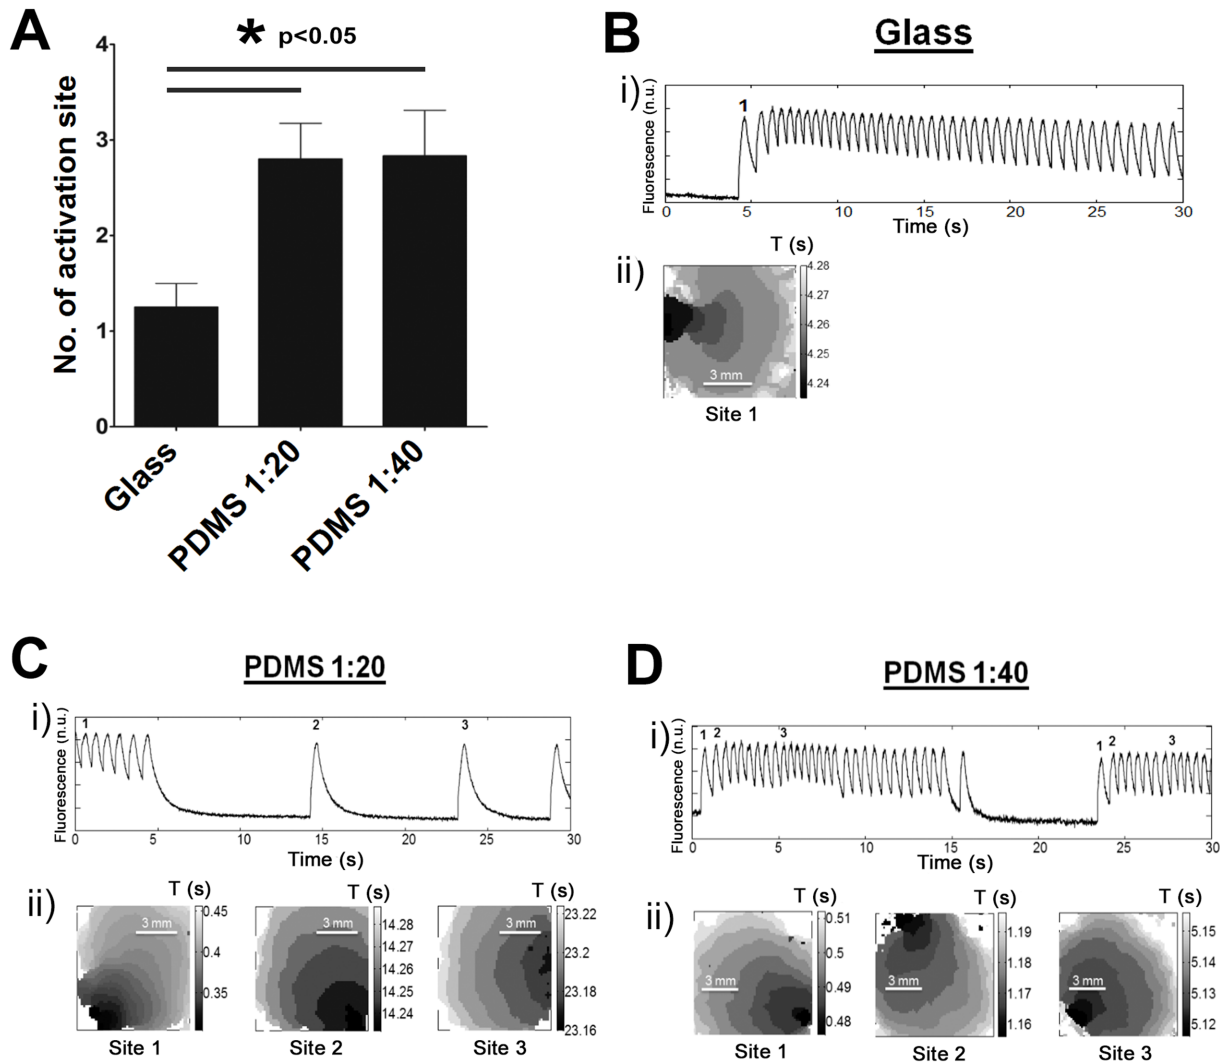 A
* p<0.05
No. of activation site
4
3
2
1
0
Glass
PDMS 1:20
PDMS 1:40
B
Glass
i)
Fluorescence (n.u.)
1
0 5 10 15 20 25 30
Time (s)
ii)
T (s)
4.28
4.27
4.26
4.25
4.24
3 mm
Site 1
C
PDMS 1:20
i)
Fluorescence (n.u.)
1 2 3
0 5 10 15 20 25 30
Time (s)
ii)
T (s)
0.45
0.4
0.35
3 mm
Site 1
T (s)
14.28
14.27
14.26
14.25
14.24
3 mm
Site 2
T (s)
23.22
23.2
23.18
23.16
3 mm
Site 3
D
PDMS 1:40
i)
Fluorescence (n.u.)
1 2 3 1 2 3
0 5 10 15 20 25 30
Time (s)
ii)
T (s)
0.51
0.5
0.49
0.48
3 mm
Site 1
T (s)
1.19
1.18
1.17
1.16
3 mm
Site 2
T (s)
5.15
5.14
5.13
5.12
3 mm
Site 3